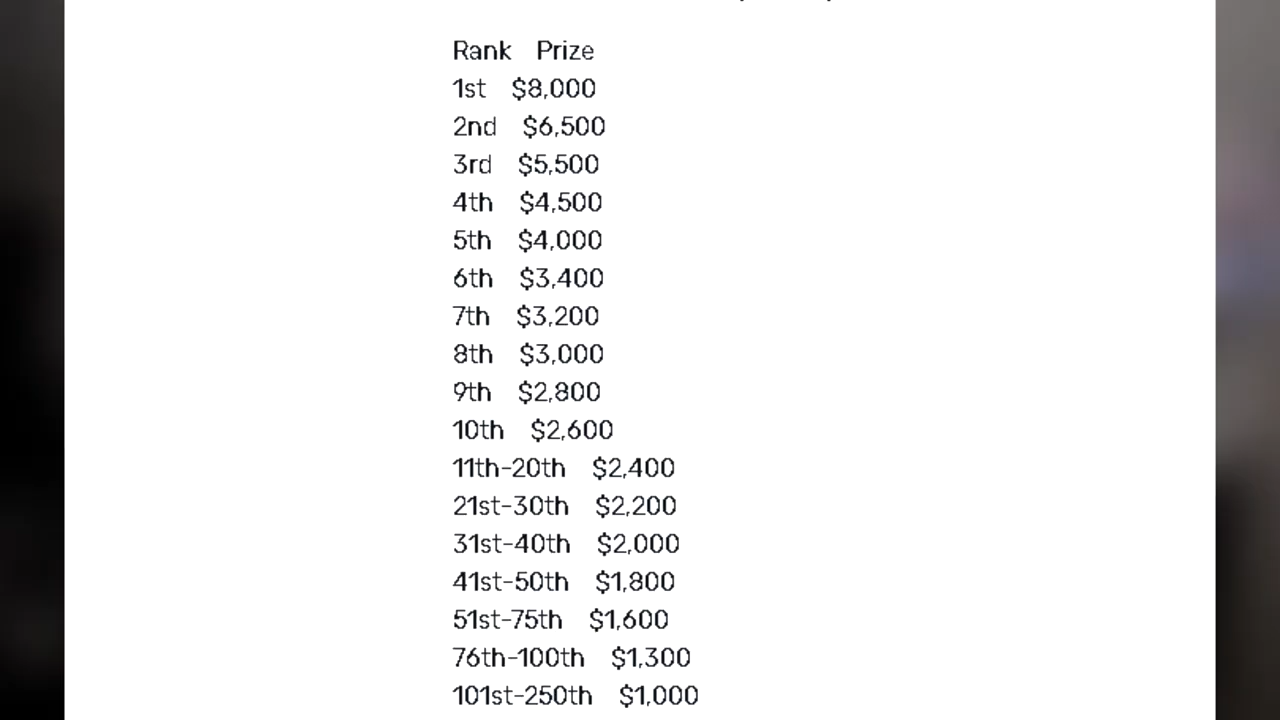 Rank Prize
1st $8,000
2nd $6,500
3rd $5,500
4th $4,500
5th $4,000
6th $3,400
7th $3,200
8th $3,000
9th $2,800
10th $2,600
11th-20th $2,400
21st-30th $2,200
31st-40th $2,000
41st-50th $1,800
51st-75th $1,600
76th-100th $1,300
101st-250th $1,000